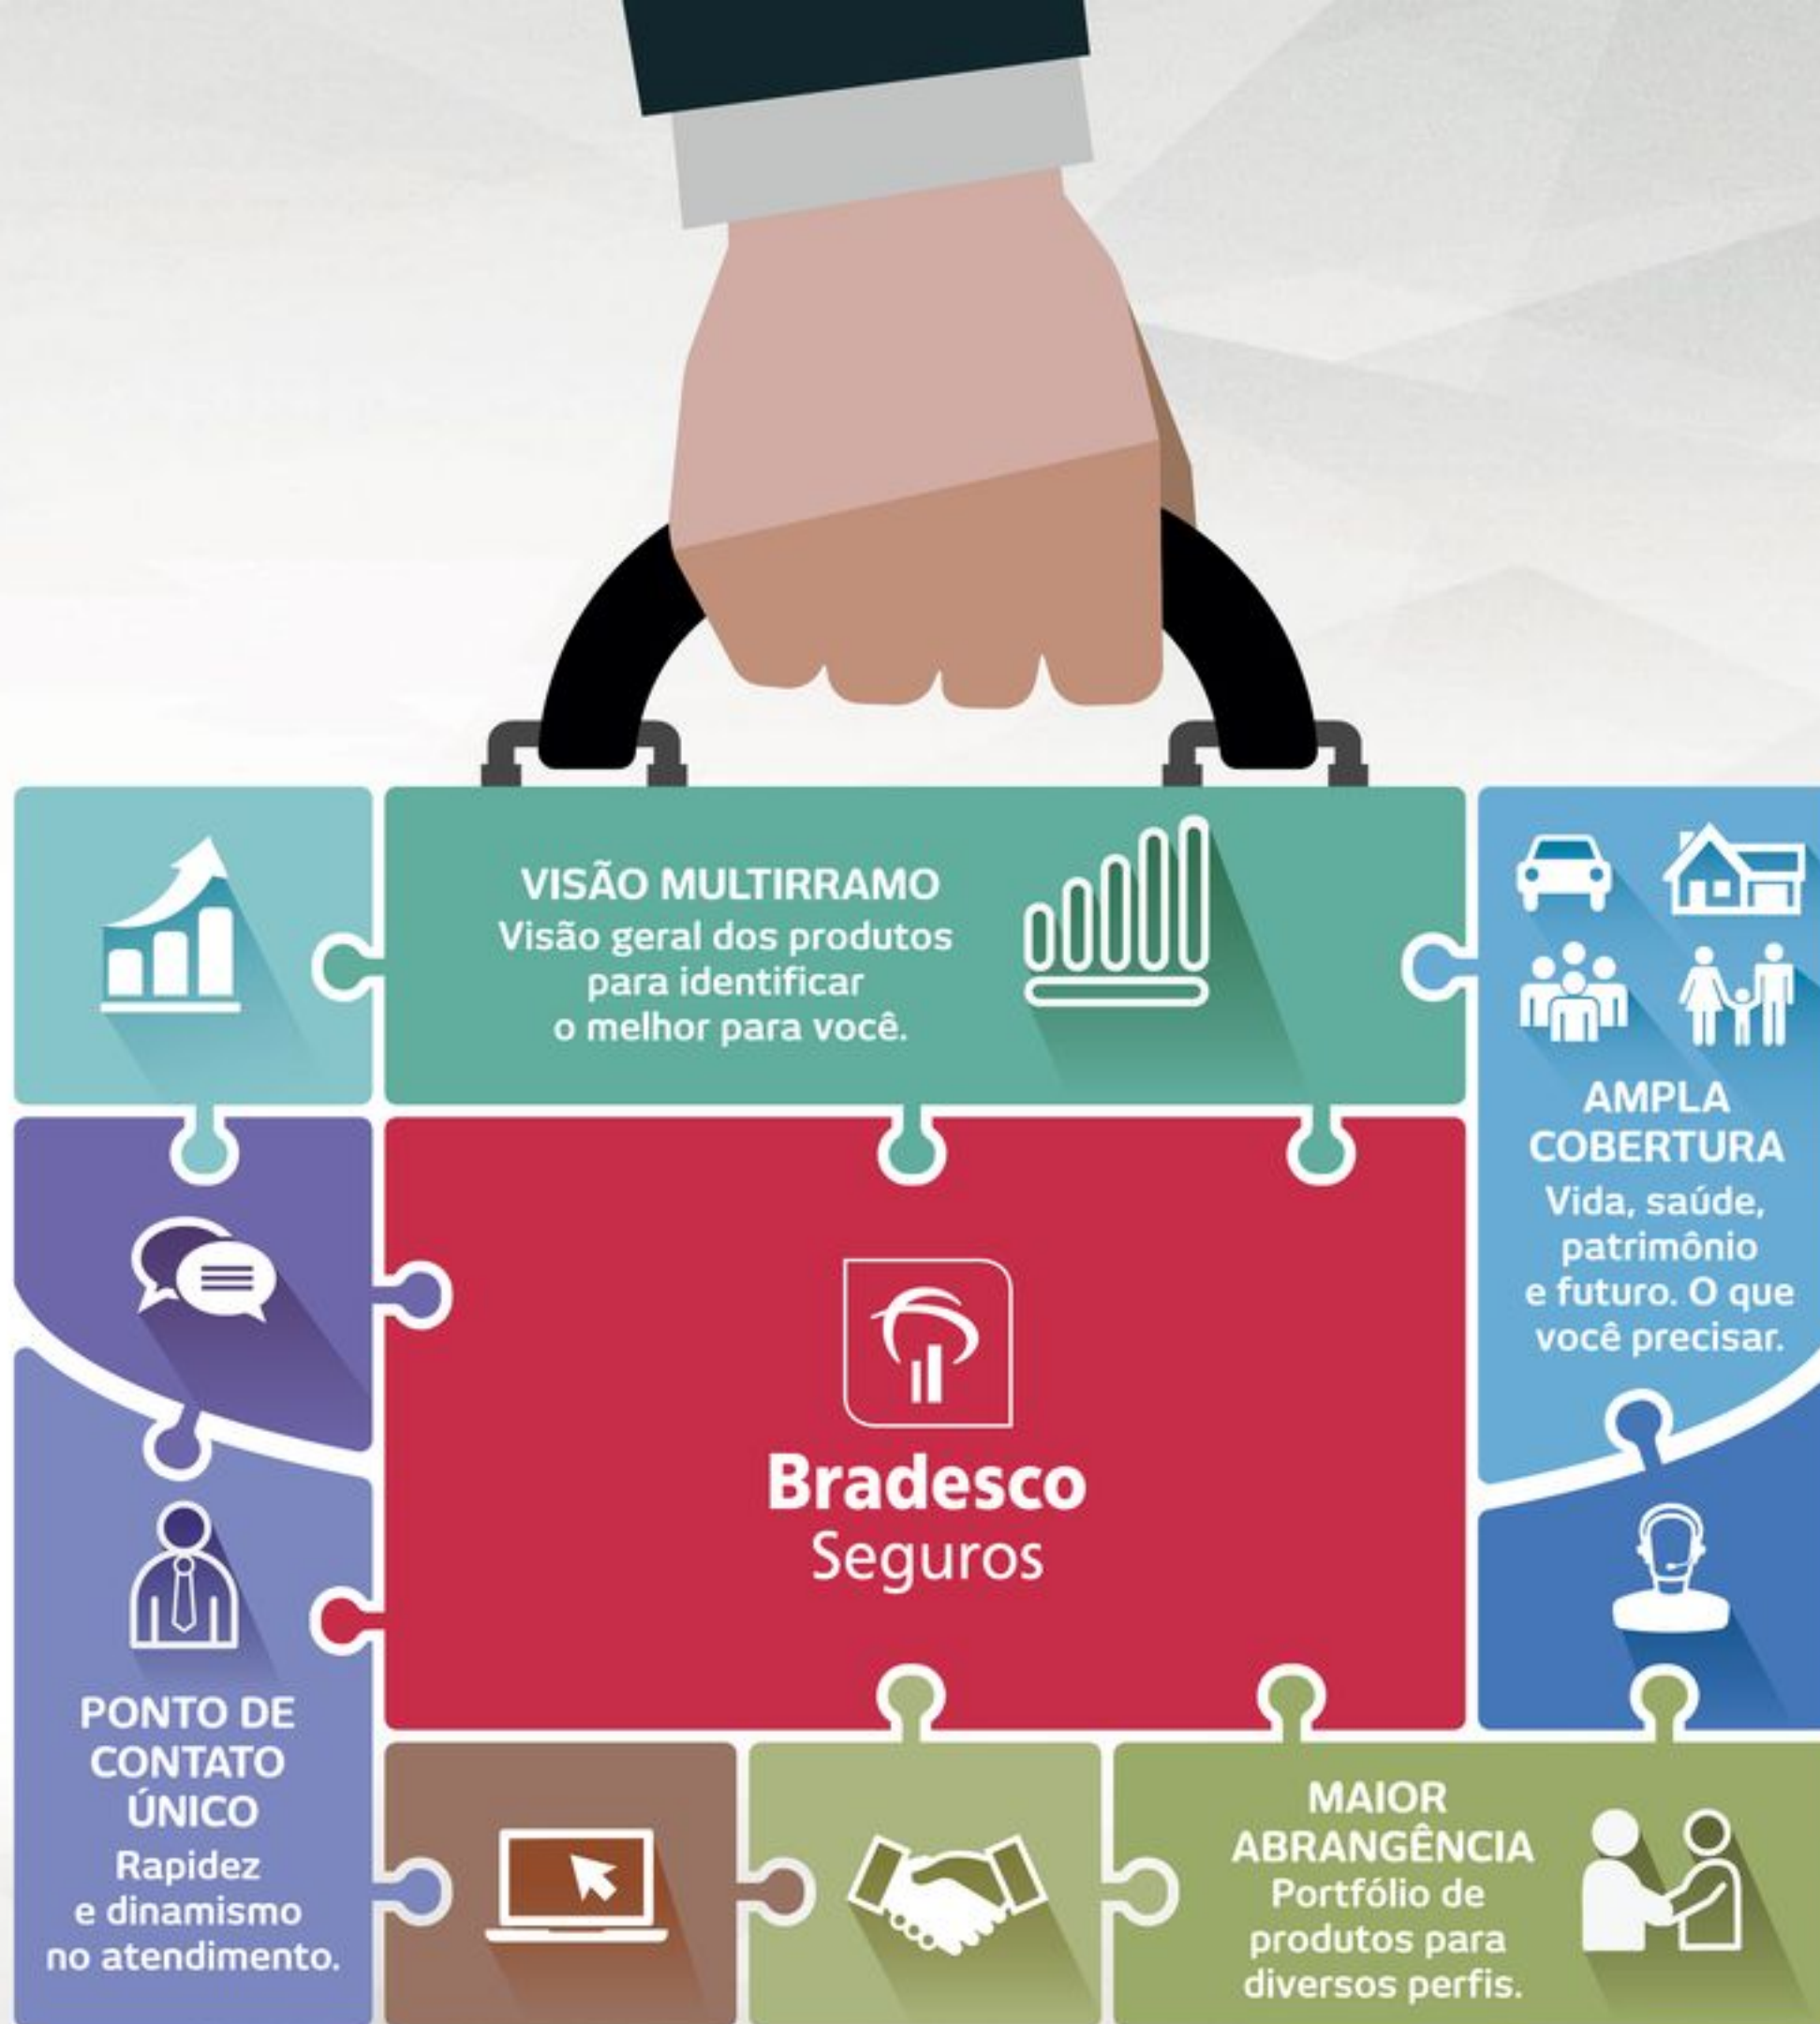 VISÃO MULTIRRAMO
Visão geral dos produtos
para identificar
o melhor para você.
AMPLA
COBERTURA
Vida, saúde,
patrimônio
e futuro. O que
você precisar.
Bradesco
Seguros
PONTO DE
CONTATO
ÚNICO
Rapidez
e dinamismo
no atendimento.
MAIOR
ABRANGÊNCIA
Portfólio de
produtos para
diversos perfis.